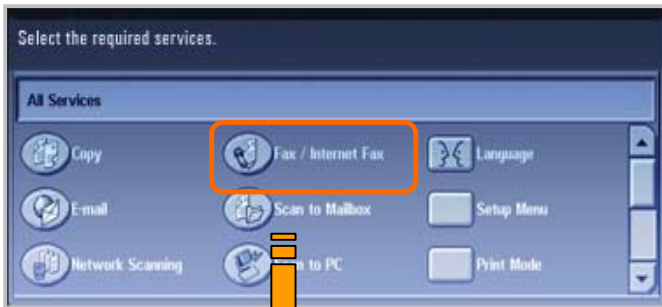 Select the required services.
All Services
Copy
Fax / Internet Fax
Language
E-mail
Scan to Mailbox
Setup Menu
Network Scanning
to PC
Print Mode